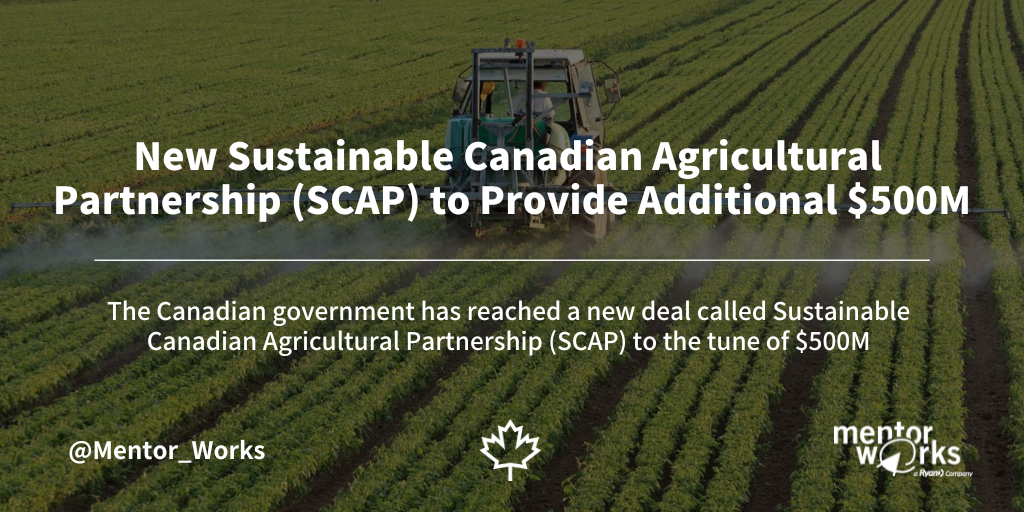 New Sustainable Canadian Agricultural
Partnership (SCAP) to Provide Additional $500M
The Canadian government has reached a new deal called Sustainable
Canadian Agricultural Partnership (SCAP) to the tune of $500M
@Mentor_Works
mentor
works
a Ryan Company